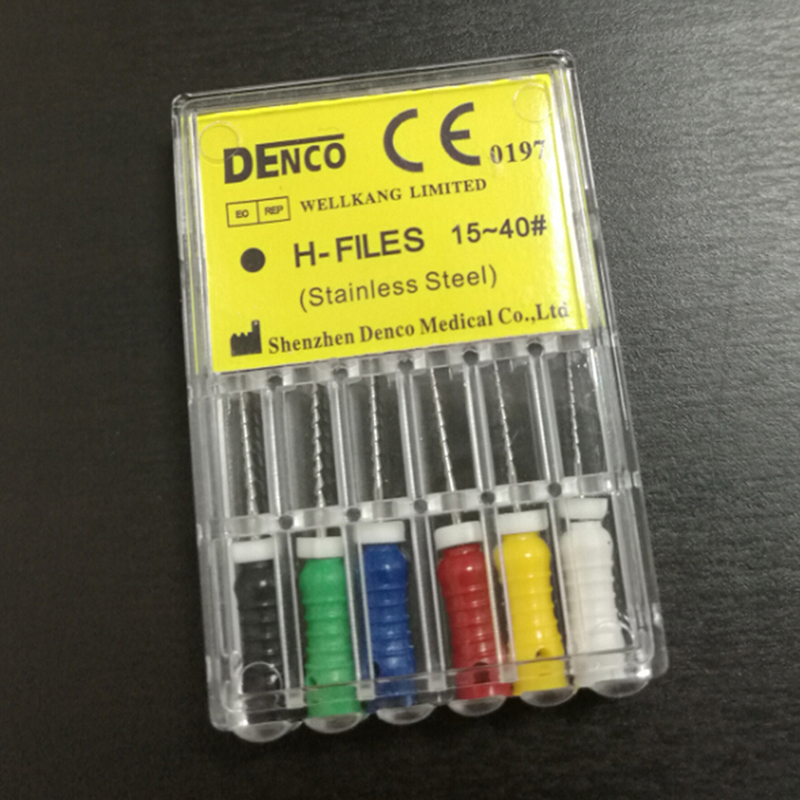 DENCO CE 0197
EC REP WELLKANG LIMITED
H-FILES 15~40#
(Stainless Steel)
Shenzhen Denco Medical Co.,Ltd